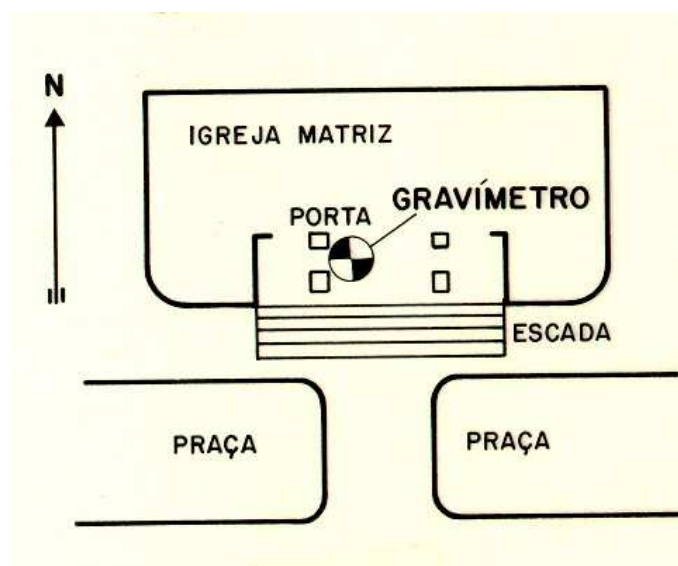 N
IGREJA MATRIZ
GRAVÍMETRO
PORTA
ESCADA
PRAÇA
PRAÇA